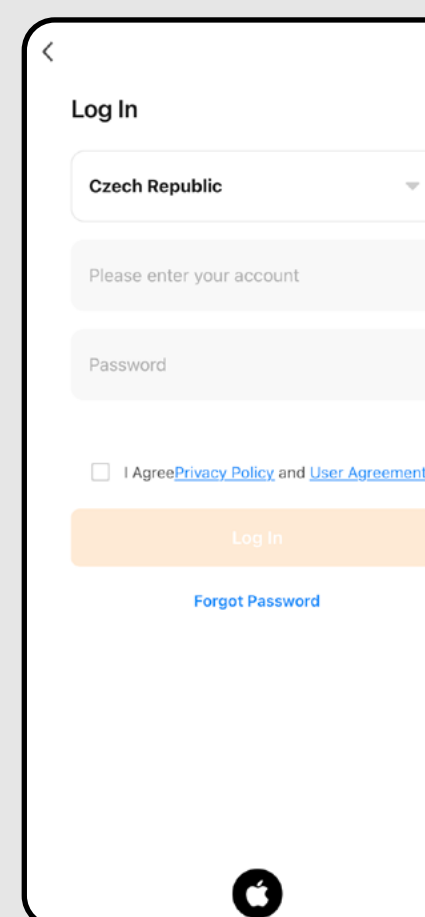 Log In
Czech Republic
Please enter your account
Password
I AgreePrivacy Policy and User Agreement
Log In
Forgot Password